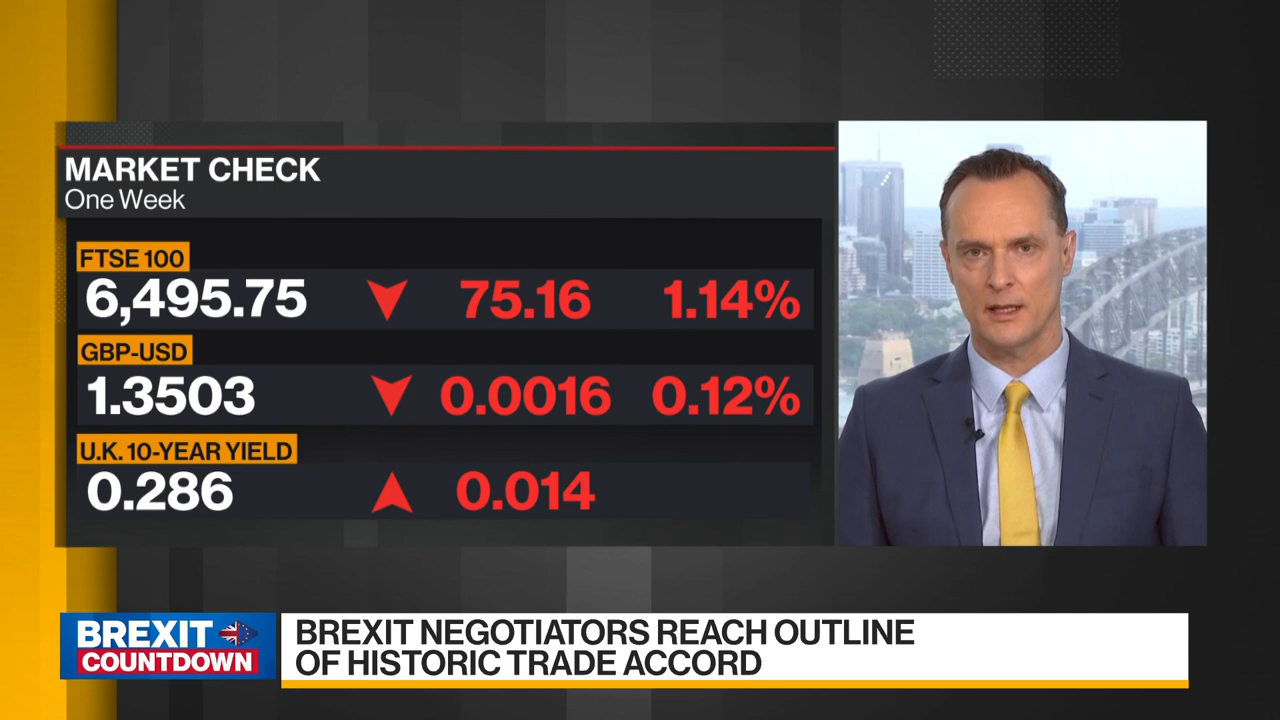 MARKET CHECK
One Week
FTSE 100
6,495.75 75.16 1.14%
GBP-USD
1.3503 0.0016 0.12%
U.K. 10-YEAR YIELD
0.286 0.014
BREXIT
COUNTDOWN
BREXIT NEGOTIATORS REACH OUTLINE
OF HISTORIC TRADE ACCORD